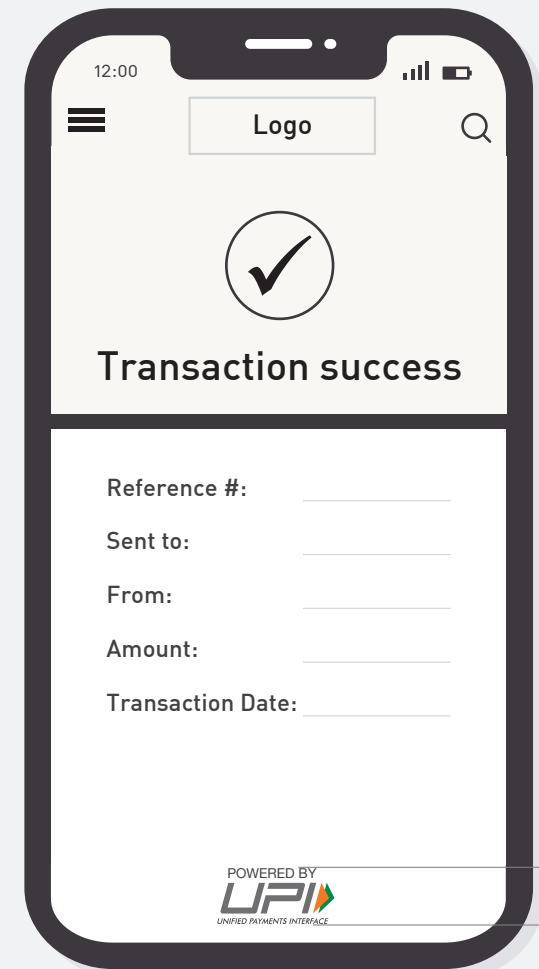 12:00
Logo
Transaction success
Reference #:
Sent to:
From:
Amount:
Transaction Date:
POWERED BY
UPI
UNIFIED PAYMENTS INTERFACE